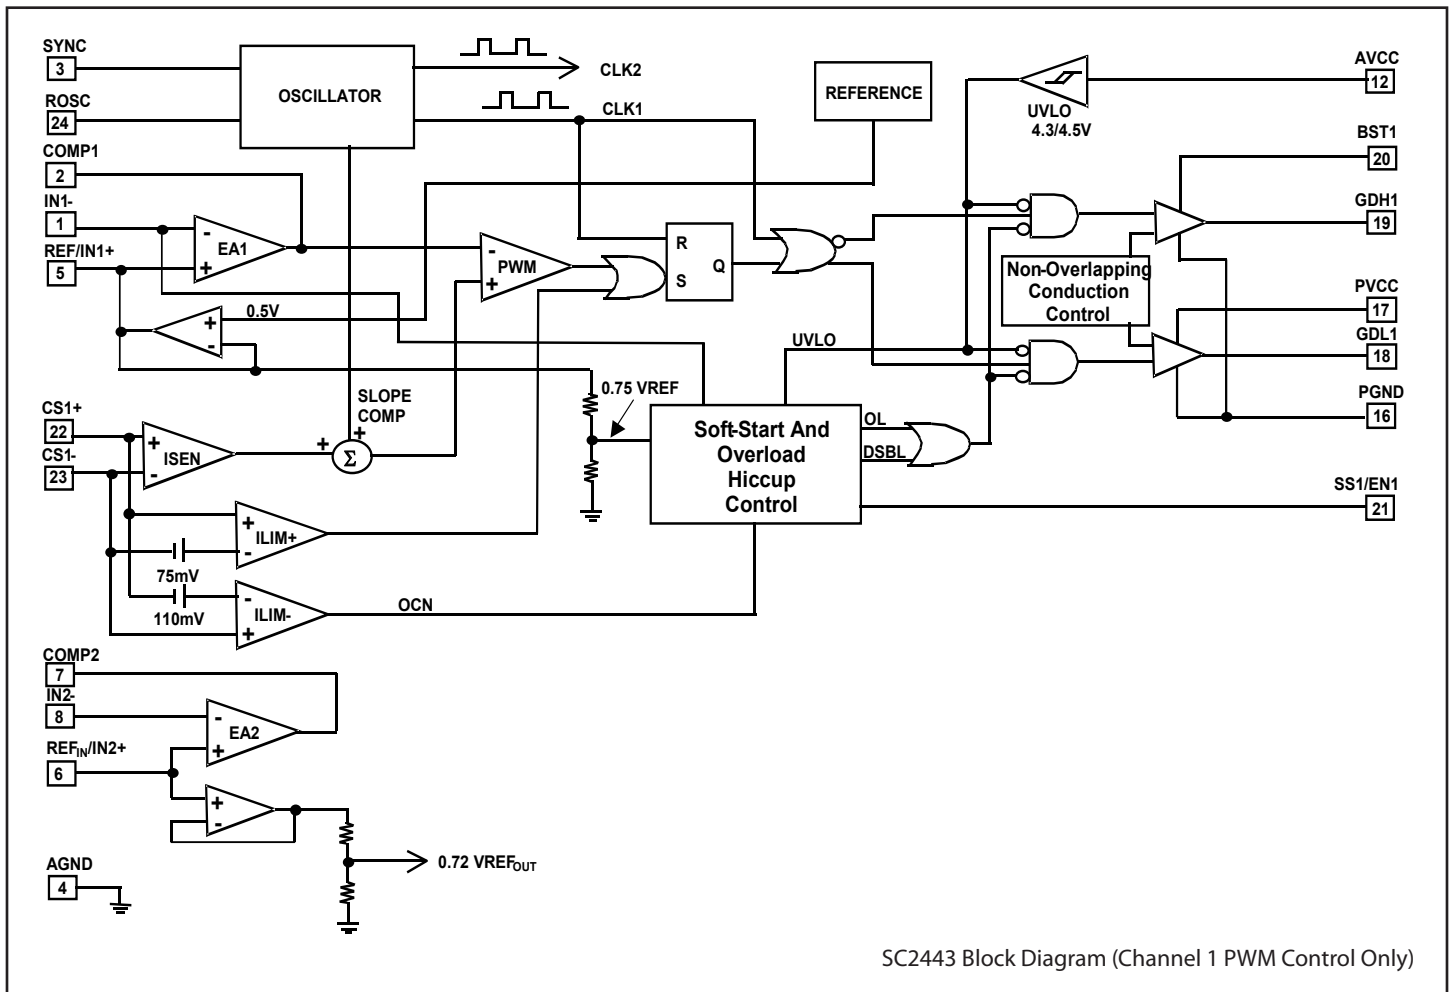 SYNC
3
ROSC
24
COMP1
2
IN1-
1
REF/IN1+
5
OSCILLATOR
CLK2
CLK1
REFERENCE
UVLO
4.3/4.5V
AVCC
12
BST1
20
GDH1
19
PVCC
17
GDL1
18
PGND
16
SS1/EN1
21
-
EA1
+
-
PWM
+
R
S
Q
Non-Overlapping
Conduction
Control
0.5V
+
-
UVLO
SLOPE
COMP
+
+
Σ
0.75 VREF
Soft-Start And
Overload
Hiccup
Control
OL
DSBL
CS1+
22
CS1-
23
+
ISEN
-
+
ILIM+
-
75mV
110mV
-
ILIM-
+
OCN
COMP2
7
IN2-
8
REFIN/IN2+
6
-
EA2
+
+
-
0.72 VREFOUT
AGND
4
SC2443 Block Diagram (Channel 1 PWM Control Only)